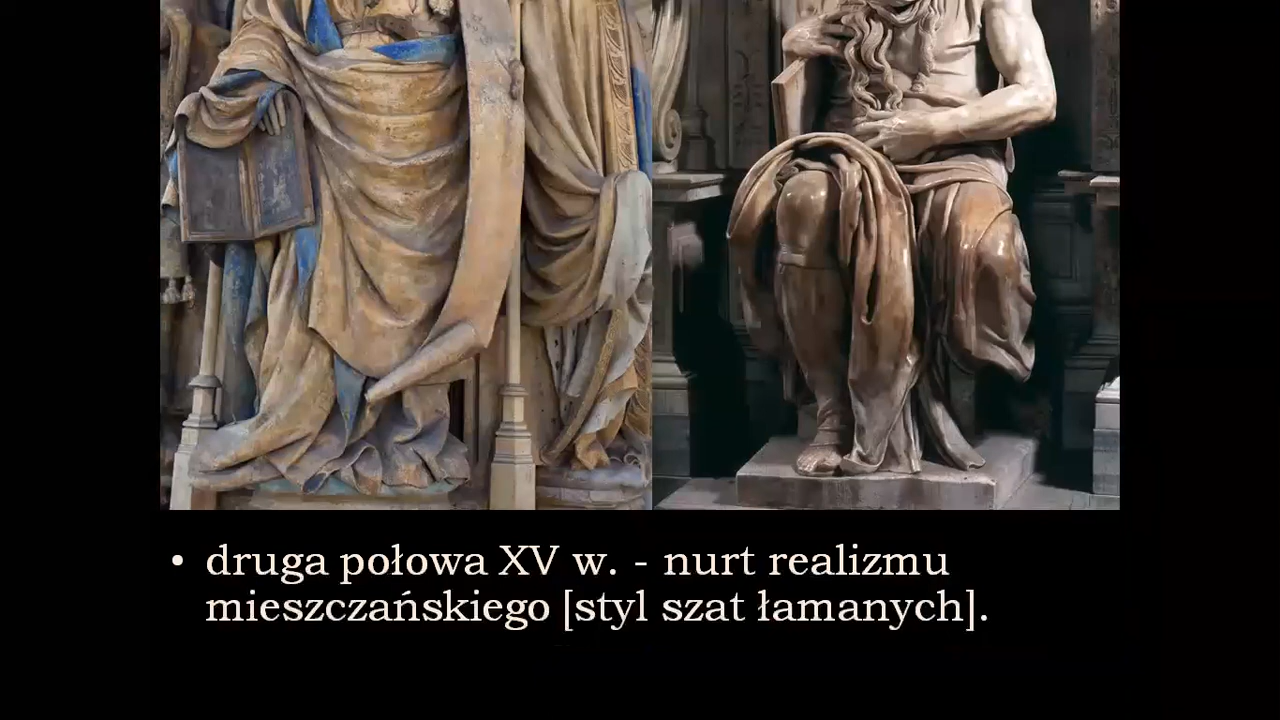 • druga połowa XV w. - nurt realizmu
mieszczańskiego [styl szat łamanych].